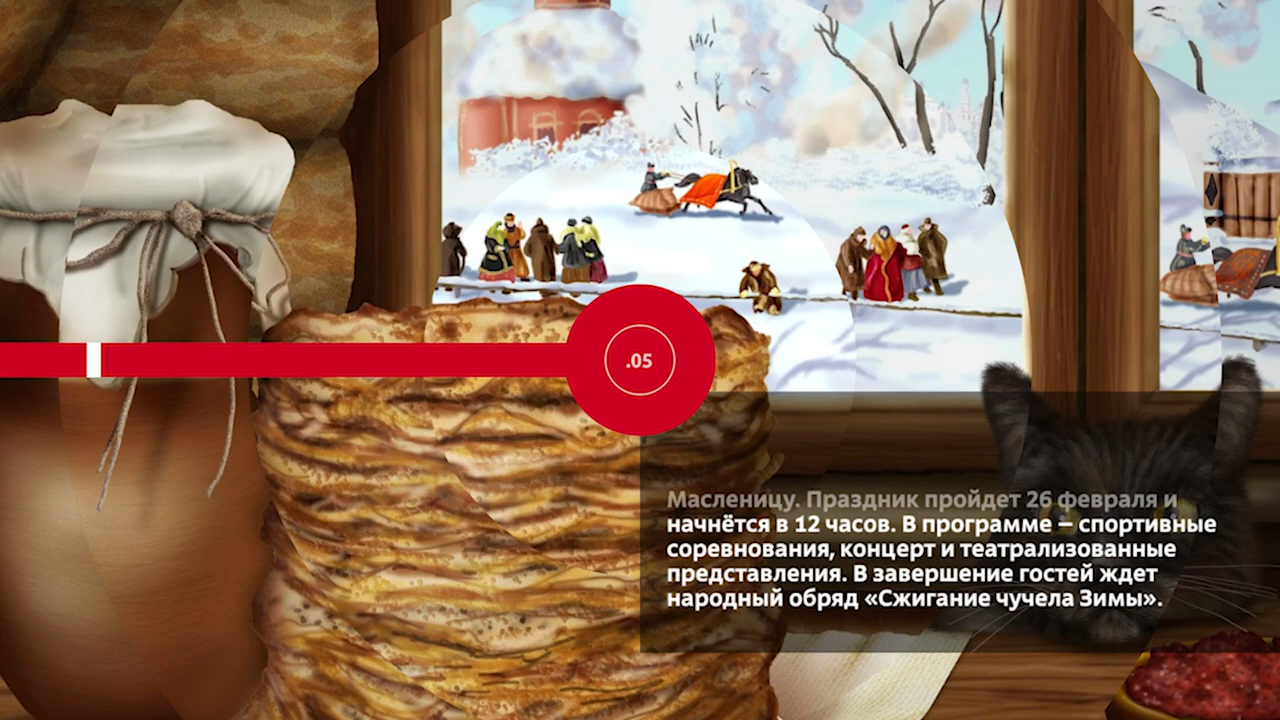 .05
Масленицу. Праздник пройдет 26 февраля и
начнётся в 12 часов. В программе – спортивные
соревнования, концерт и театрализованные
представления. В завершение гостей ждет
народный обряд «Сжигание чучела Зимы».